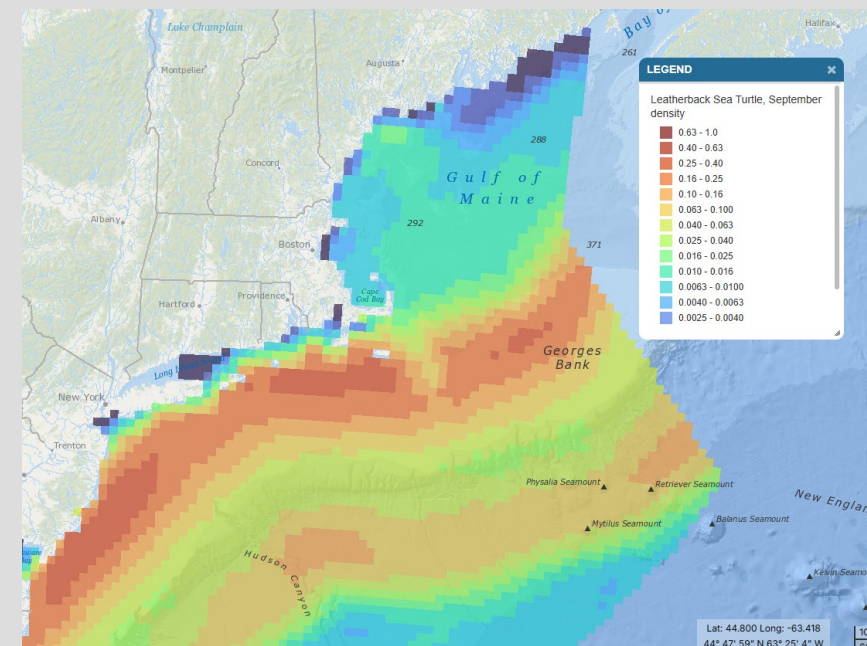 Lake Champlain
Bay of
Halifax
261
Montpelier
Augusta
LEGEND
Leatherback Sea Turtle, September
density
0.63 - 1.0
0.40 - 0.63
0.25 - 0.40
0.16 - 0.25
0.10 - 0.16
0.063 - 0.100
0.040 - 0.063
0.025 - 0.040
0.016 - 0.025
0.010 - 0.016
0.0063 - 0.0100
0.0040 - 0.0063
0.0025 - 0.0040
288
Concord
Gulf of
Maine
Albany
292
Boston
371
Cape
Cod Bay
Providence
Hartford
Georges
Bank
Long Island
New York
Trenton
Physalia Seamount
Retriever Seamount
New Englan
Mytilus Seamount
Balanus Seamount
Hudson Canyon
Kelvin Seamo
Bay
Lat: 44.800 Long: -63.418
44° 47' 59" N 63° 25' 4" W
10